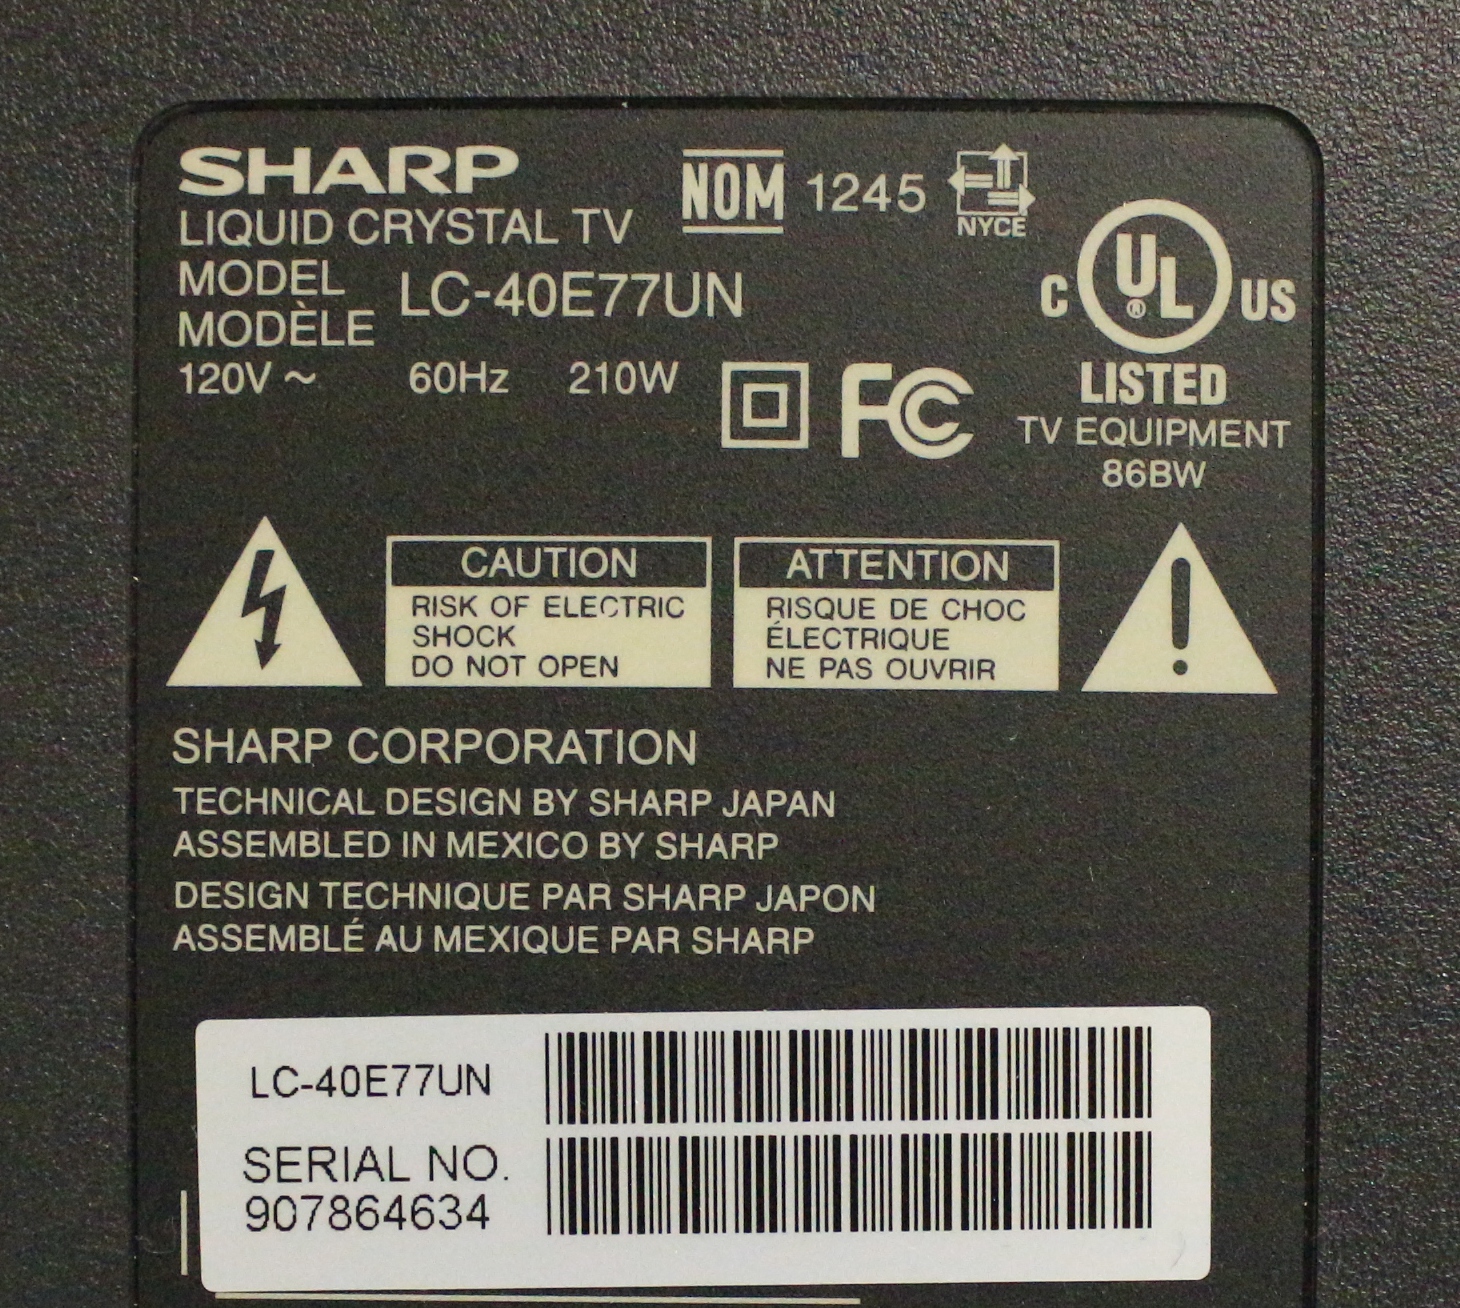 SHARP
LIQUID CRYSTAL TV
NOM 1245
NYCE
MODEL
MODÈLE
LC-40E77UN
120V ~ 60Hz 210W
FC
C UL® US
LISTED
TV EQUIPMENT
86BW
CAUTION
RISK OF ELECTRIC
SHOCK
DO NOT OPEN
ATTENTION
RISQUE DE CHOC
ÉLECTRIQUE
NE PAS OUVRIR
SHARP CORPORATION
TECHNICAL DESIGN BY SHARP JAPAN
ASSEMBLED IN MEXICO BY SHARP
DESIGN TECHNIQUE PAR SHARP JAPON
ASSEMBLÉ AU MEXIQUE PAR SHARP
LC-40E77UN
SERIAL NO.
907864634